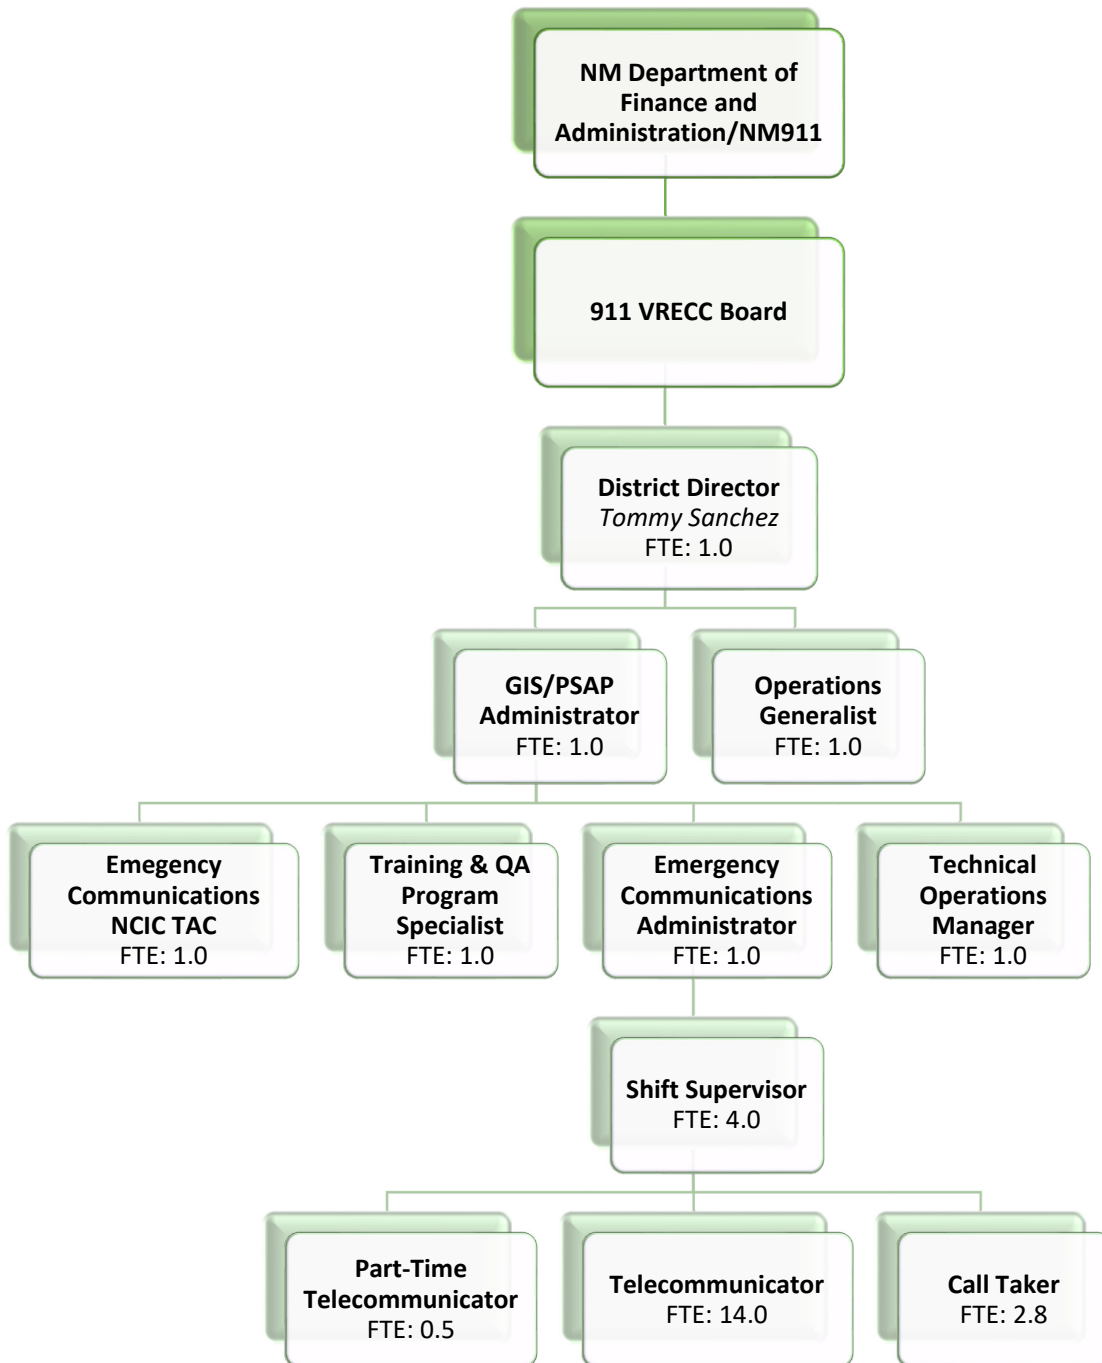 NM Department of
Finance and
Administration/NM911
911 VRECC Board
District Director
Tommy Sanchez
FTE: 1.0
GIS/PSAP
Administrator
FTE: 1.0
Operations
Generalist
FTE: 1.0
Emegency
Communications
NCIC TAC
FTE: 1.0
Training & QA
Program
Specialist
FTE: 1.0
Emergency
Communications
Administrator
FTE: 1.0
Technical
Operations
Manager
FTE: 1.0
Shift Supervisor
FTE: 4.0
Part-Time
Telecommunicator
FTE: 0.5
Telecommunicator
FTE: 14.0
Call Taker
FTE: 2.8